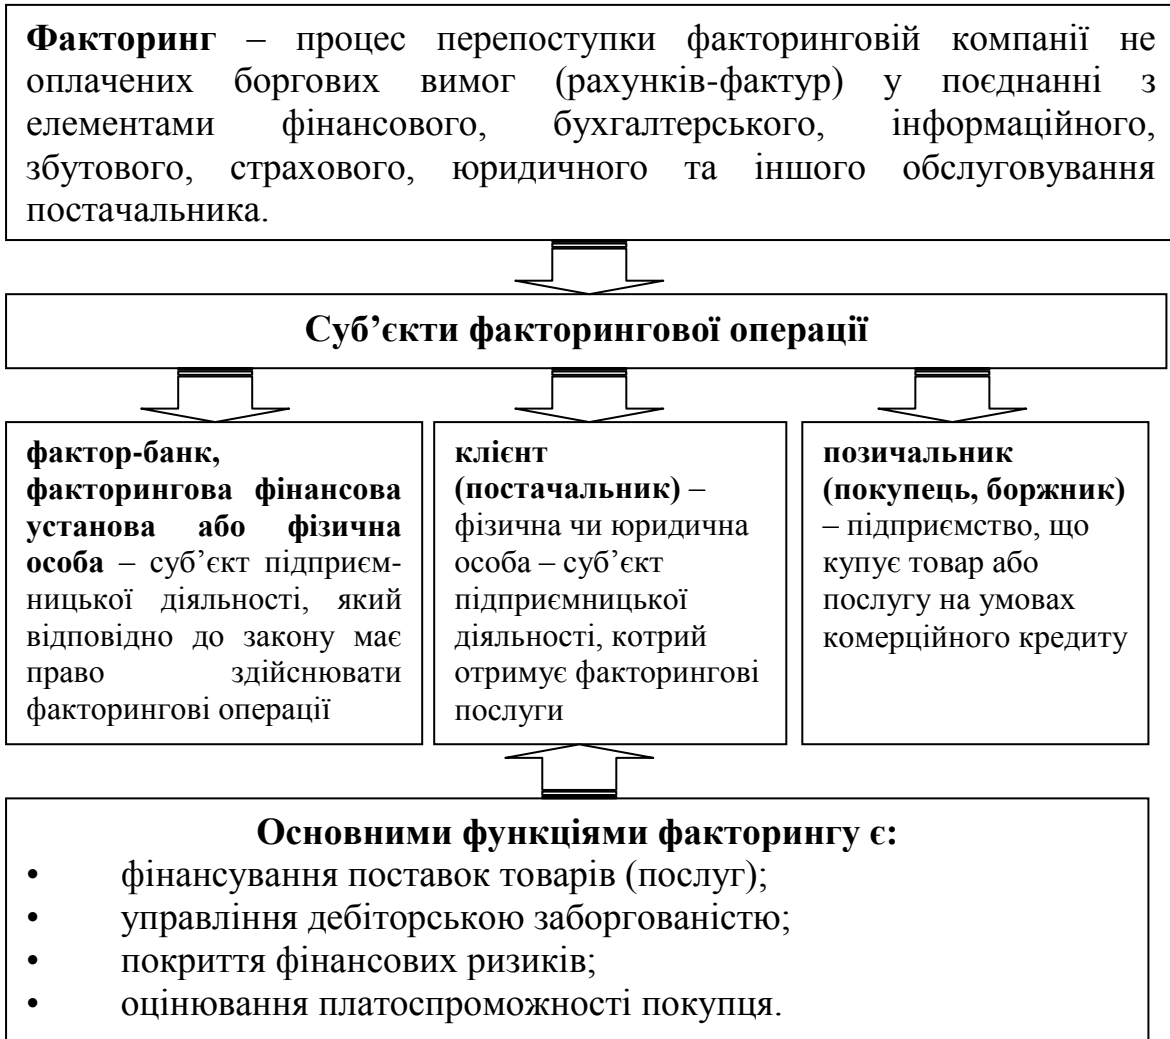 Факторинг – процес перепоступки факторинговій компанії не
оплачених боргових вимог (рахунків-фактур) у поєднанні з
елементами фінансового, бухгалтерського, інформаційного,
збутового, страхового, юридичного та іншого обслуговування
постачальника.
Суб’єкти факторингової операції
фактор-банк,
факторингова фінансова
установа або фізична
особа – суб’єкт підприєм-
ницької діяльності, який
відповідно до закону має
право здійснювати
факторингові операції
клієнт
(постачальник) –
фізична чи юридична
особа – суб’єкт
підприємницької
діяльності, котрий
отримує факторингові
послуги
позичальник
(покупець, боржник)
– підприємство, що
купує товар або
послугу на умовах
комерційного кредиту
Основними функціями факторингу є:
• фінансування поставок товарів (послуг);
• управління дебіторською заборгованістю;
• покриття фінансових ризиків;
• оцінювання платоспроможності покупця.